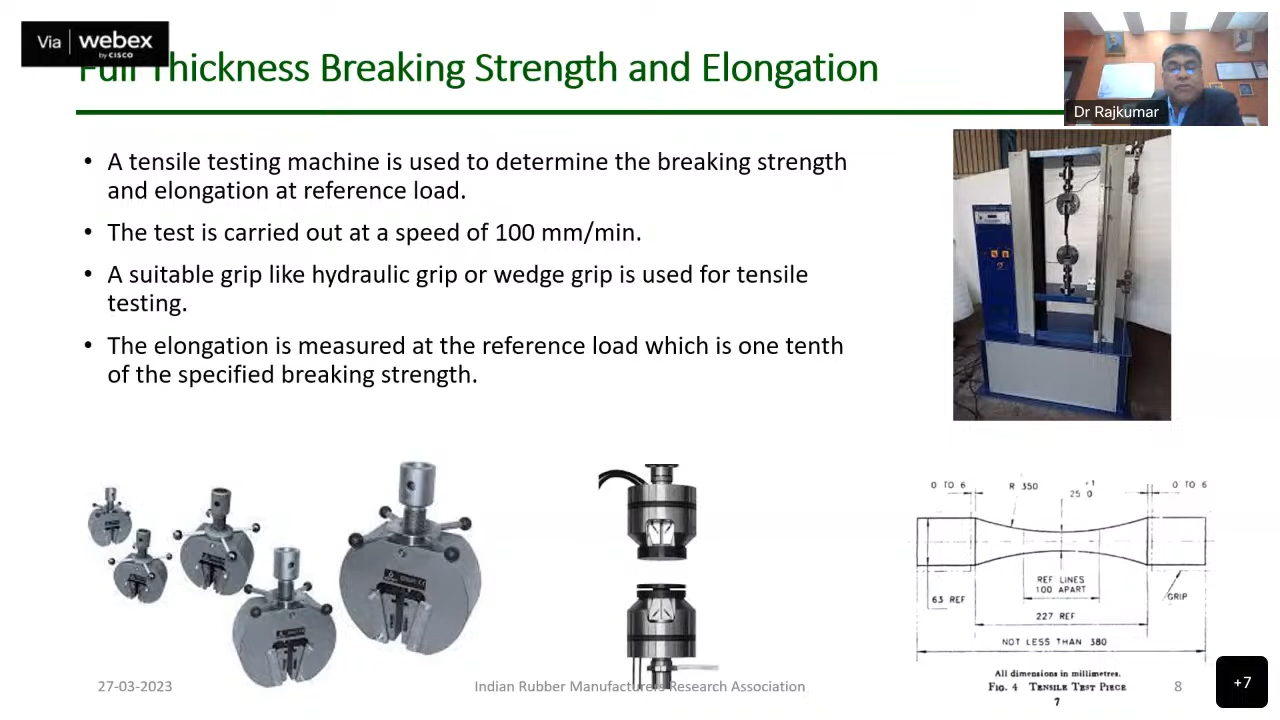 Via webex
by CISCO
Full Thickness Breaking Strength and Elongation
Dr Rajkumar
• A tensile testing machine is used to determine the breaking strength
and elongation at reference load.
• The test is carried out at a speed of 100 mm/min.
• A suitable grip like hydraulic grip or wedge grip is used for tensile
testing.
• The elongation is measured at the reference load which is one tenth
of the specified breaking strength.
0 TO 6
R 350
+1
25 0
0 TO 6
REF LINES
100 APART
63 REF
GRIP
227 REF
NOT LESS THAN 380
All dimensions in millimetres.
FIG. 4 TENSILE TEST PIECE
7
27-03-2023
Indian Rubber Manufacturers Research Association
8
+7